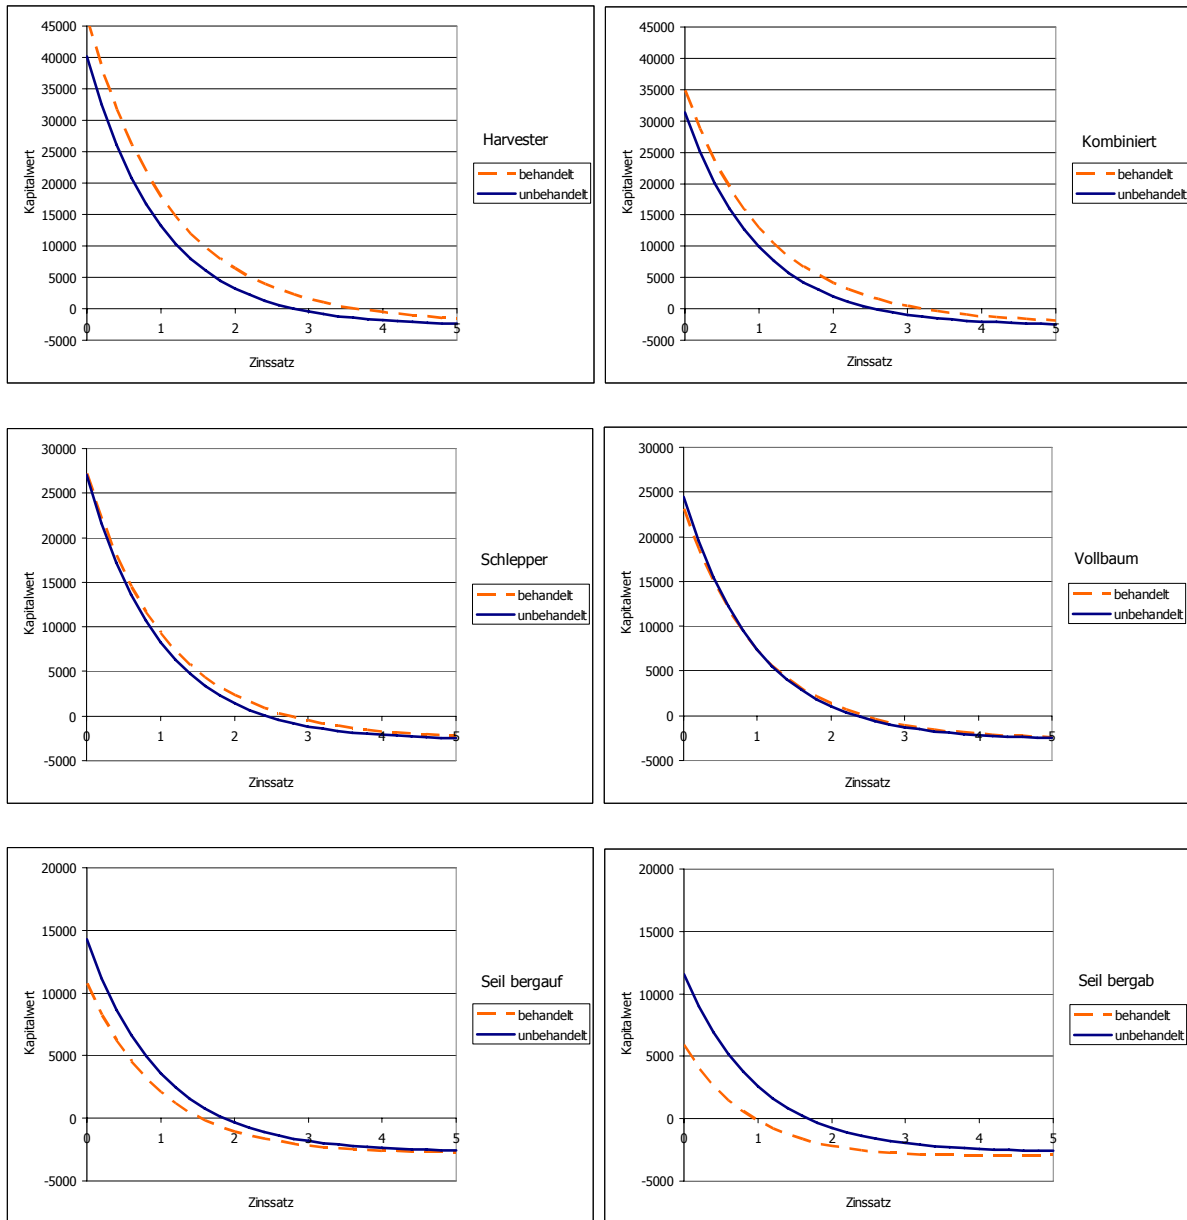 45000
40000
35000
30000
25000
20000
15000
10000
5000
0
-5000
0 1 2 3 4 5
Kapitalwert
Zinssatz
Harvester
behandelt
unbehandelt
45000
40000
35000
30000
25000
20000
15000
10000
5000
0
-5000
0 1 2 3 4 5
Kapitalwert
Zinssatz
Kombiniert
behandelt
unbehandelt
30000
25000
20000
15000
10000
5000
0
-5000
0 1 2 3 4 5
Kapitalwert
Zinssatz
Schlepper
behandelt
unbehandelt
30000
25000
20000
15000
10000
5000
0
-5000
0 1 2 3 4 5
Kapitalwert
Zinssatz
Vollbaum
behandelt
unbehandelt
20000
15000
10000
5000
0
-5000
0 1 2 3 4 5
Kapitalwert
Zinssatz
Seil bergauf
behandelt
unbehandelt
20000
15000
10000
5000
0
-5000
0 1 2 3 4 5
Kapitalwert
Zinssatz
Seil bergab
behandelt
unbehandelt